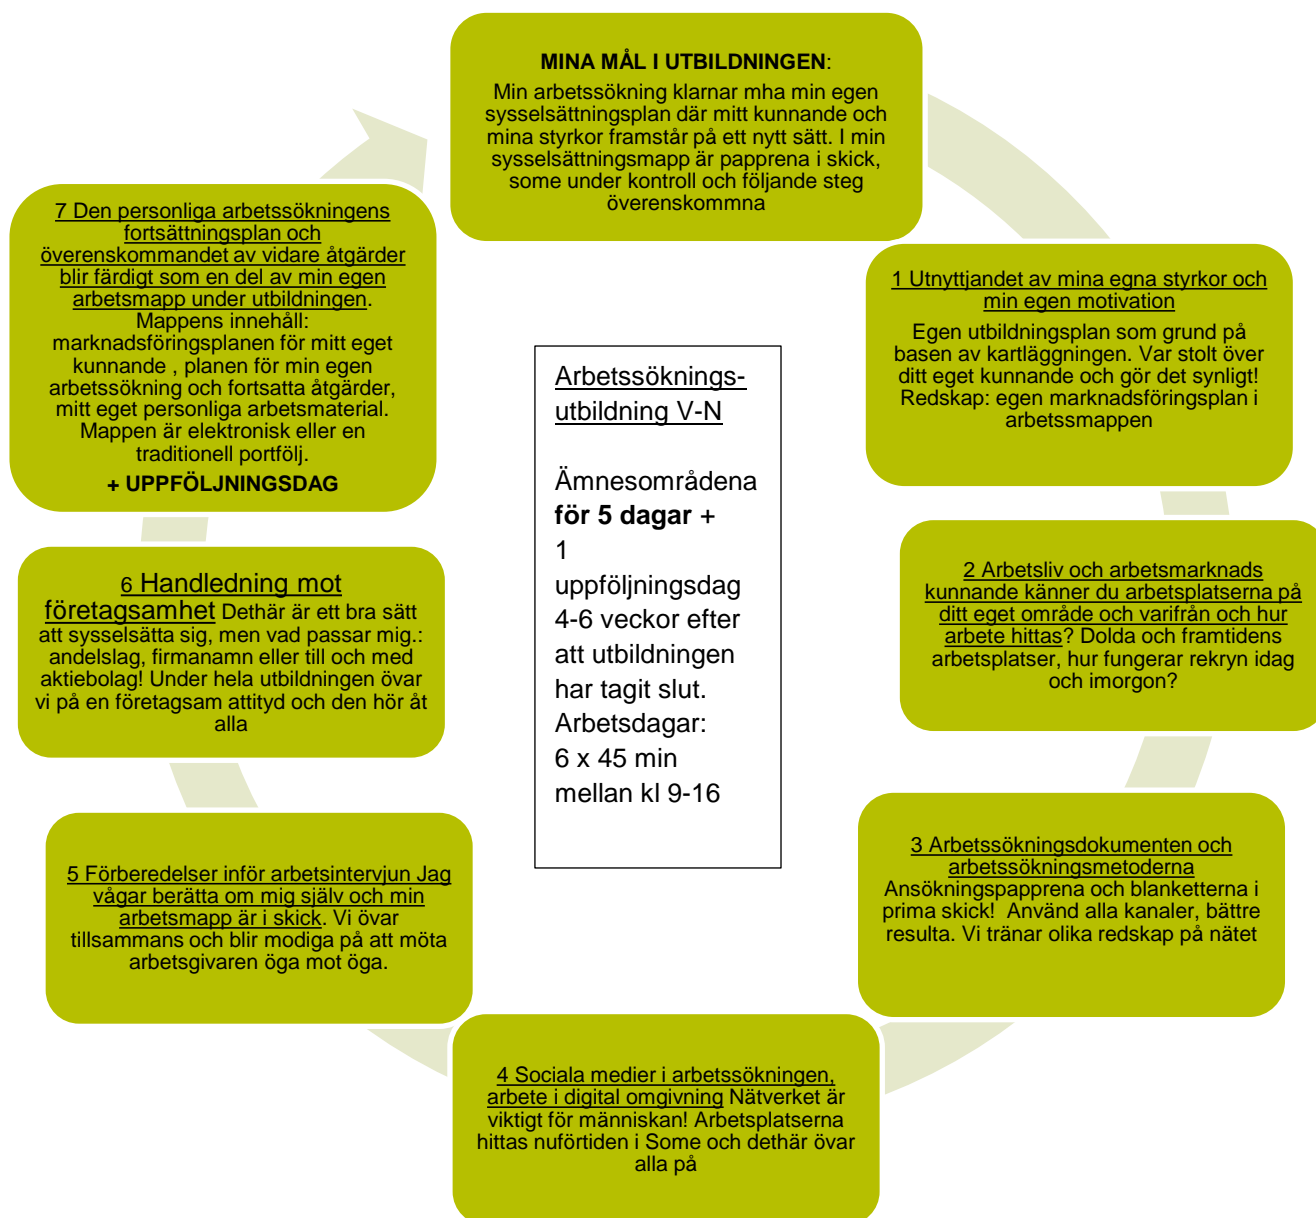 MINA MÅL I UTBILDNINGEN:
Min arbetssökning klarnar mha min egen
sysselsättningsplan där mitt kunnande och
mina styrkor framstår på ett nytt sätt. I min
sysselsättningsmapp är papprena i skick,
some under kontroll och följande steg
överenskommna
1 Utnyttjandet av mina egna styrkor och
min egen motivation
Egen utbildningsplan som grund på
basen av kartläggningen. Var stolt över
ditt eget kunnande och gör det synligt!
Redskap: egen marknadsföringsplan i
arbetssmappen
2 Arbetsliv och arbetsmarknads
kunnande känner du arbetsplatserna på
ditt eget område och varifrån och hur
arbete hittas? Dolda och framtidens
arbetsplatser, hur fungerar rekryn idag
och imorgon?
3 Arbetssökningsdokumenten och
arbetssökningsmetoderna
Ansökningspapprena och blanketterna i
prima skick!  Använd alla kanaler, bättre
resulta. Vi tränar olika redskap på nätet
4 Sociala medier i arbetssökningen,
arbete i digital omgivning Nätverket är
viktigt för människan! Arbetsplatserna
hittas nuförtiden i Some och dethär övar
alla på
5 Förberedelser inför arbetsintervjun Jag
vågar berätta om mig själv och min
arbetsmapp är i skick. Vi övar
tillsammans och blir modiga på att möta
arbetsgivaren öga mot öga.
6 Handledning mot
företagsamhet Dethär är ett bra sätt
att sysselsätta sig, men vad passar mig.:
andelslag, firmanamn eller till och med
aktiebolag! Under hela utbildningen övar
vi på en företagsam attityd och den hör åt
alla
7 Den personliga arbetssökningens
fortsättningsplan och
överenskommandet av vidare åtgärder
blir färdigt som en del av min egen
arbetsmapp under utbildningen.
Mappens innehåll:
marknadsföringsplanen för mitt eget
kunnande , planen för min egen
arbetssökning och fortsatta åtgärder,
mitt eget personliga arbetsmaterial.
Mappen är elektronisk eller en
traditionell portfölj.
+ UPPFÖLJNINGSDAG
Arbetssöknings-
utbildning V-N
Ämnesområdena
för 5 dagar +
1
uppföljningsdag
4-6 veckor efter
att utbildningen
har tagit slut.
Arbetsdagar:
6 x 45 min
mellan kl 9-16